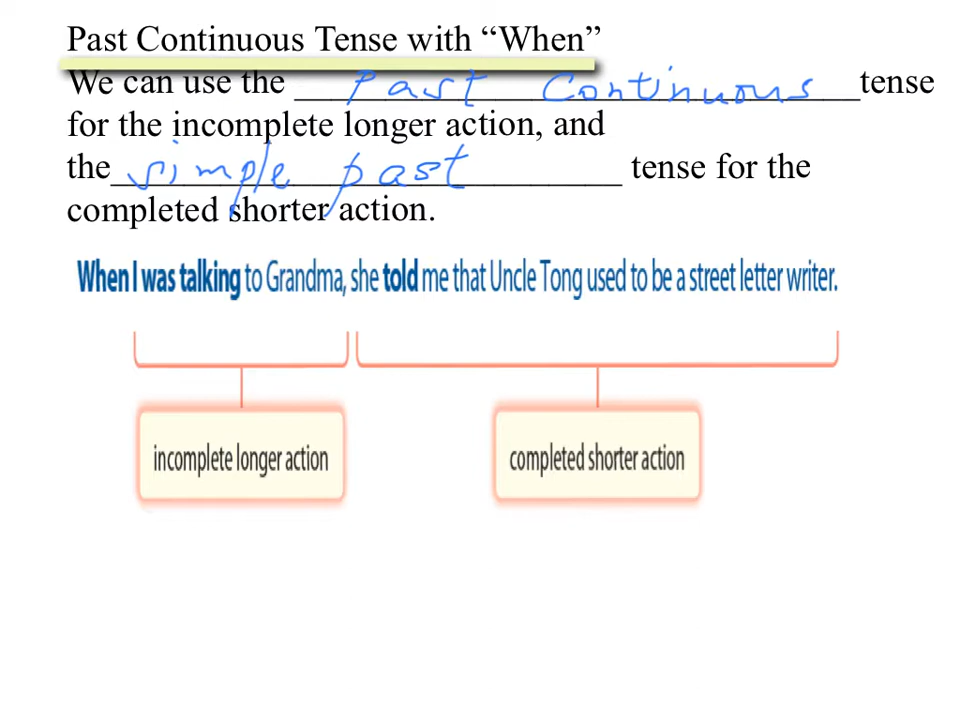 Past Continuous Tense with “When”
We can use the Past Continuous tense
for the incomplete longer action, and
the simple past tense for the
completed shorter action.
When I was talking to Grandma, she told me that Uncle Tong used to be a street letter writer.
incomplete longer action
completed shorter action